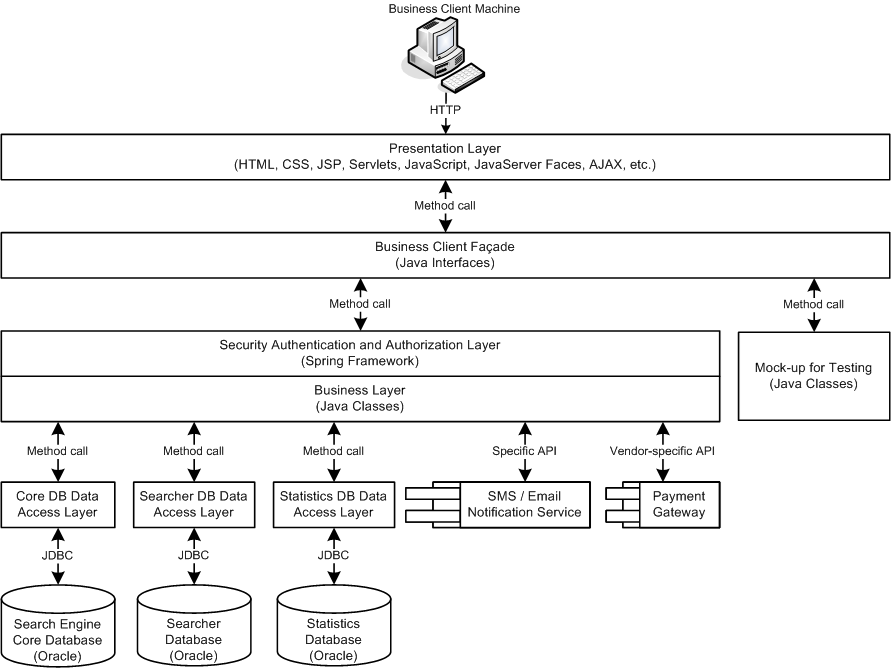 Business Client Machine
HTTP
Presentation Layer
(HTML, CSS, JSP, Servlets, JavaScript, JavaServer Faces, AJAX, etc.)
Method call
Business Client Façade
(Java Interfaces)
Method call
Method call
Security Authentication and Authorization Layer
(Spring Framework)
Business Layer
(Java Classes)
Mock-up for Testing
(Java Classes)
Method call
Method call
Method call
Specific API
Vendor-specific API
Core DB Data
Access Layer
Searcher DB Data
Access Layer
Statistics DB Data
Access Layer
SMS / Email
Notification Service
Payment
Gateway
JDBC
JDBC
JDBC
Search Engine
Core Database
(Oracle)
Searcher
Database
(Oracle)
Statistics
Database
(Oracle)